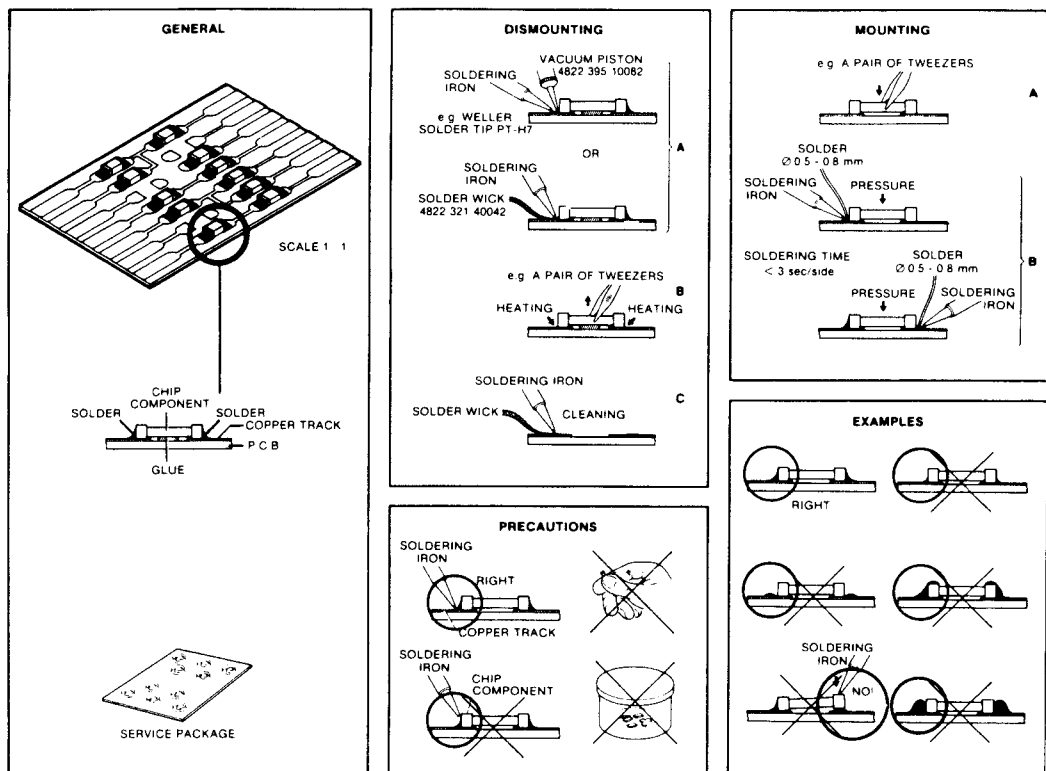 GENERAL
SCALE 1 1
CHIP
COMPONENT
SOLDER
SOLDER
COPPER TRACK
P C B
GLUE
SERVICE PACKAGE
DISMOUNTING
VACUUM PISTON
4822 395 10082
SOLDERING
IRON
e.g WELLER
SOLDER TIP PT-H7
A
OR
SOLDERING
IRON
SOLDER WICK
4822 321 40042
e.g. A PAIR OF TWEEZERS
B
HEATING
HEATING
SOLDERING IRON
C
SOLDER WICK
CLEANING
PRECAUTIONS
SOLDERING
IRON
RIGHT
COPPER TRACK
SOLDERING
IRON
CHIP
COMPONENT
MOUNTING
e.g A PAIR OF TWEEZERS
A
SOLDER
Ø 0.5 - 0.8 mm
SOLDERING
IRON
PRESSURE
SOLDERING TIME
< 3 sec/side
SOLDER
Ø 0.5 - 0.8 mm
B
PRESSURE
SOLDERING
IRON
EXAMPLES
RIGHT
SOLDERING
IRON
NO!